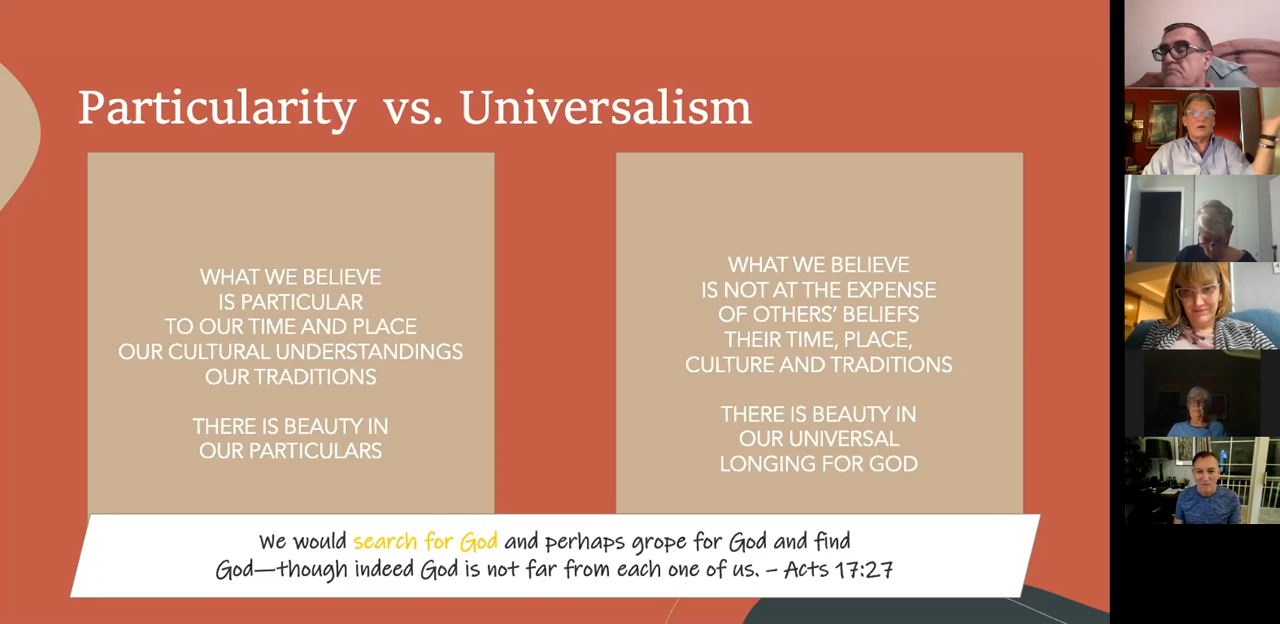 Particularity vs. Universalism
WHAT WE BELIEVE
IS PARTICULAR
TO OUR TIME AND PLACE
OUR CULTURAL UNDERSTANDINGS
OUR TRADITIONS
THERE IS BEAUTY IN
OUR PARTICULARS
WHAT WE BELIEVE
IS NOT AT THE EXPENSE
OF OTHERS’ BELIEFS
THEIR TIME, PLACE,
CULTURE AND TRADITIONS
THERE IS BEAUTY IN
OUR UNIVERSAL
LONGING FOR GOD
We would search for God and perhaps grope for God and find
God—though indeed God is not far from each one of us. – Acts 17:27